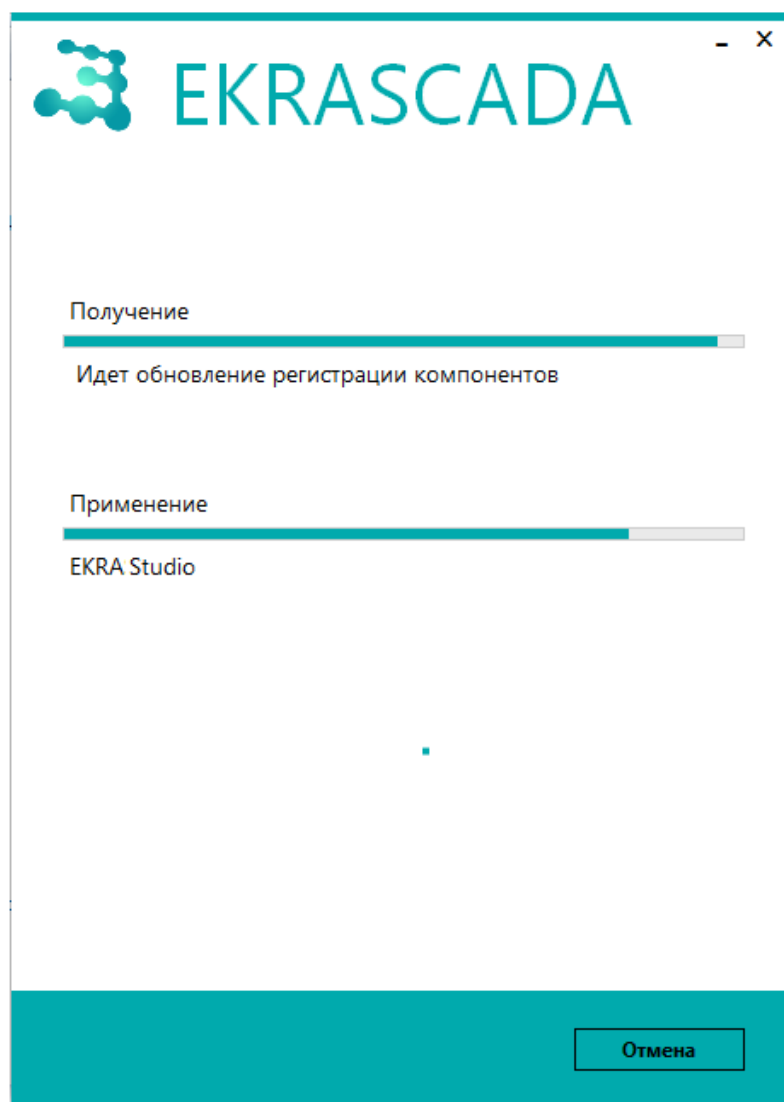 EKRASCADA
Получение
Идет обновление регистрации компонентов
Применение
EKRA Studio
Отмена